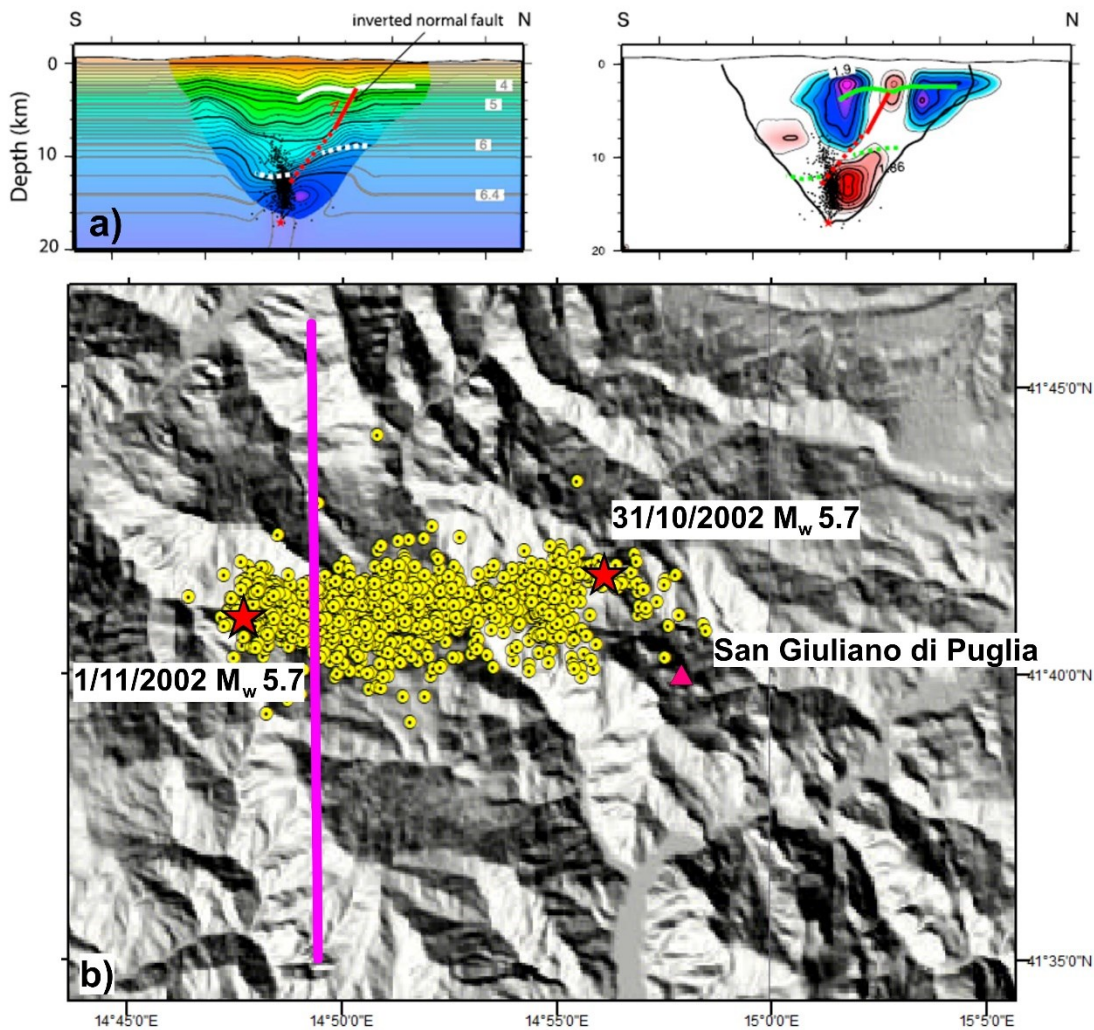 S
N
inverted normal fault
S
N
0
10
20
Depth (km)
4
5
6
6.4
a)
0
10
20
1.9
1.86
31/10/2002 Mw 5.7
San Giuliano di Puglia
1/11/2002 Mw 5.7
b)
41°45'0"N
41°40'0"N
41°35'0"N
14°45'0"E
14°50'0"E
14°55'0"E
15°0'0"E
15°5'0"E